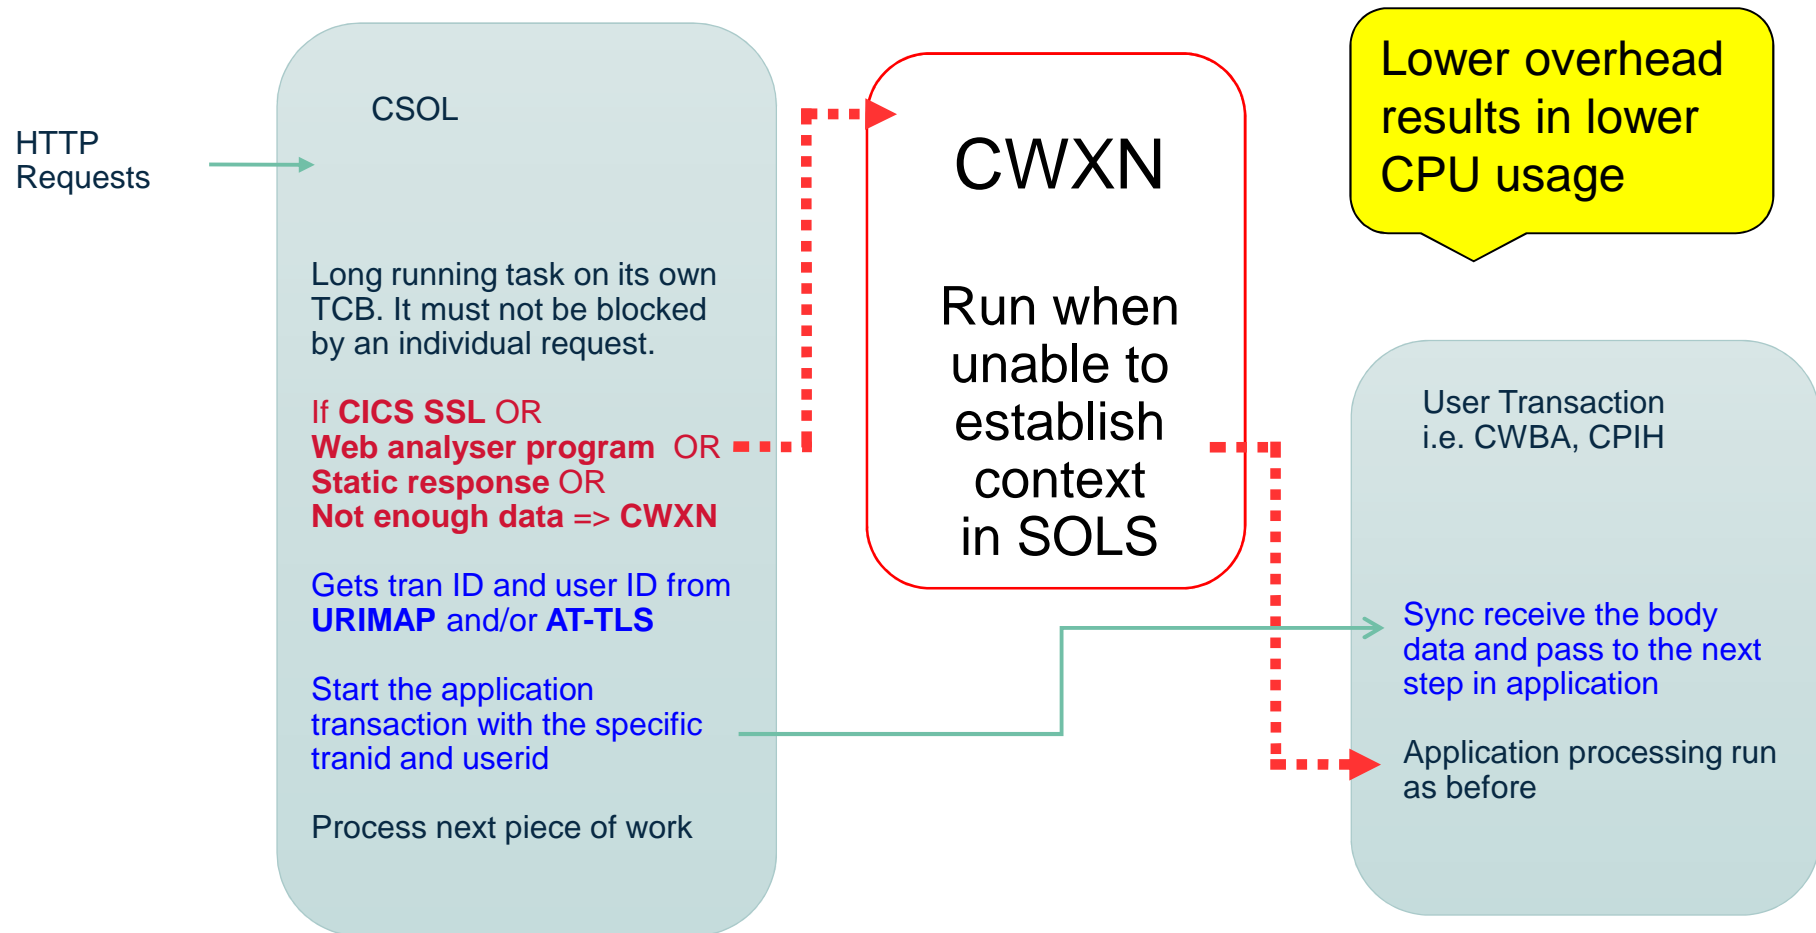 HTTP
Requests
CSOL
Long running task on its own
TCB. It must not be blocked
by an individual request.
If CICS SSL OR
Web analyser program OR
Static response OR
Not enough data => CWXN
Gets tran ID and user ID from
URIMAP and/or AT-TLS
Start the application
transaction with the specific
tranid and userid
Process next piece of work
CWXN
Run when
unable to
establish
context
in SOLS
Lower overhead
results in lower
CPU usage
User Transaction
i.e. CWBA, CPIH
Sync receive the body
data and pass to the next
step in application
Application processing run
as before